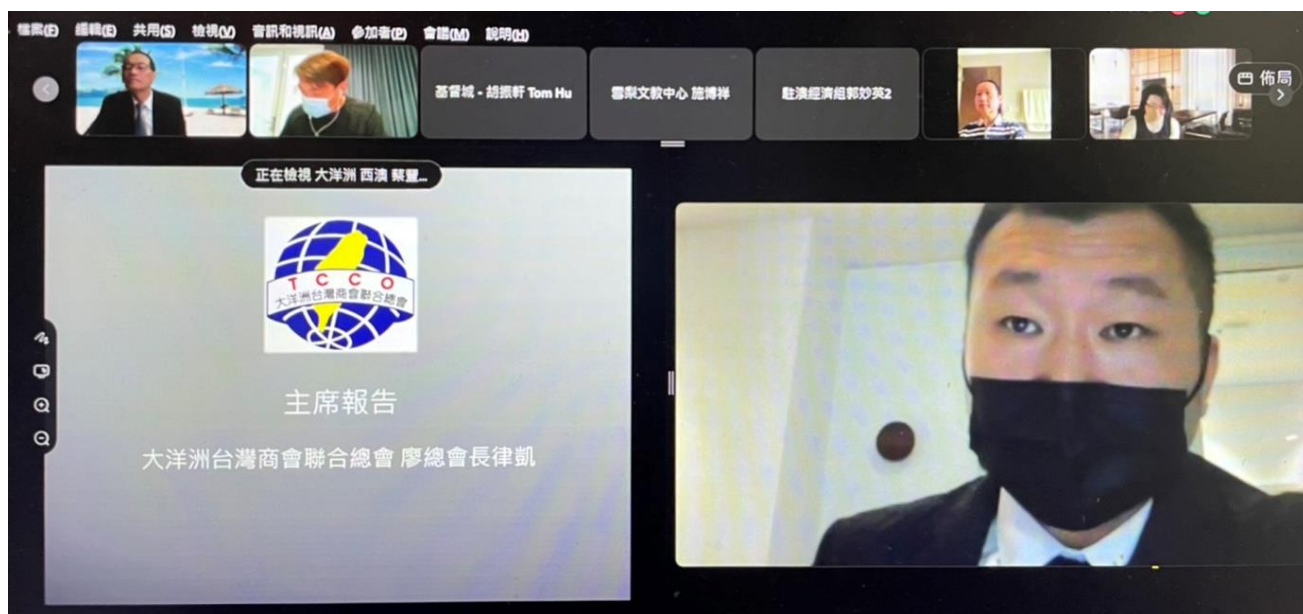 檔案(F) 編輯(E) 共用(S) 檢視(V) 音訊和視訊(A) 參加者(P) 會議(M) 說明(H)
基督城 - 胡振軒 Tom Hu
雪梨文教中心 施博祥
駐澳經濟組郭妙英2
佈局
正在檢視 大洋洲 西澳 蔡豐...
TCCO
大洋洲台灣商會聯合總會
主席報告
大洋洲台灣商會聯合總會 廖總會長律凱